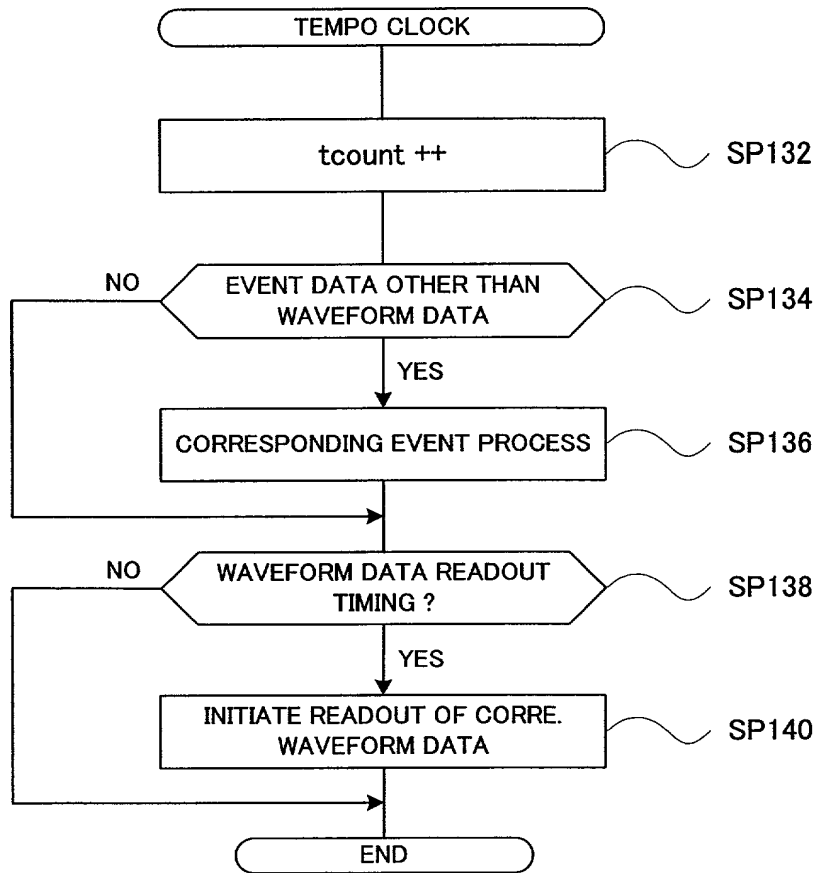 TEMPO CLOCK
tcount ++
SP132
NO
EVENT DATA OTHER THAN
WAVEFORM DATA
SP134
YES
CORRESPONDING EVENT PROCESS
SP136
NO
WAVEFORM DATA READOUT
TIMING ?
SP138
YES
INITIATE READOUT OF CORRE.
WAVEFORM DATA
SP140
END